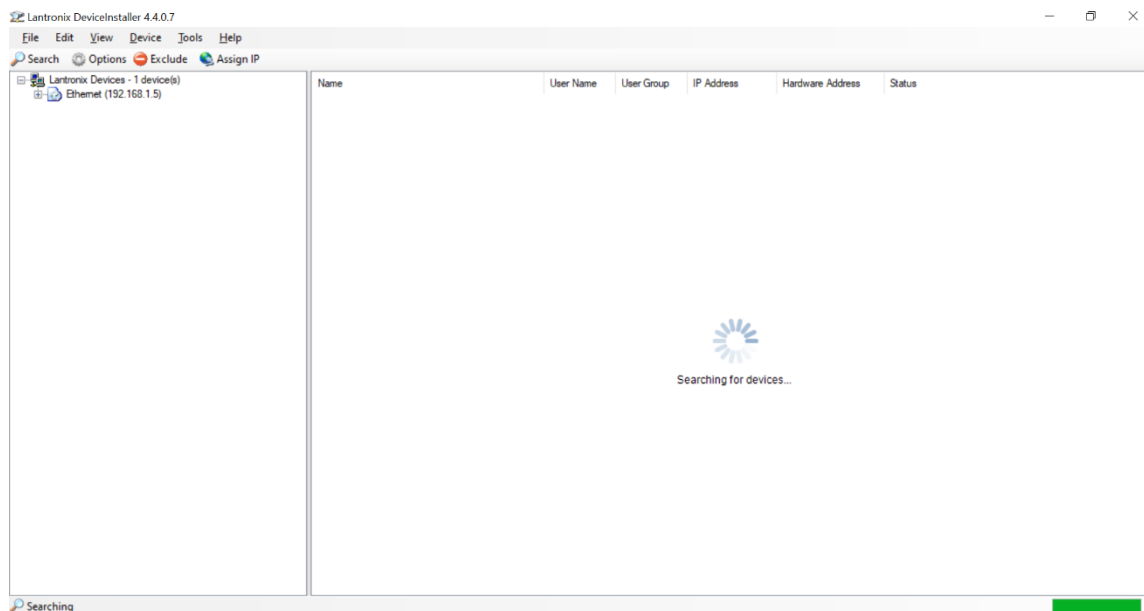 Lantronix DeviceInstaller 4.4.0.7
File Edit View Device Tools Help
Search Options Exclude Assign IP
Lantronix Devices - 1 device(s)
Ethernet (192.168.1.5)
Name User Name User Group IP Address Hardware Address Status
Searching for devices...
Searching